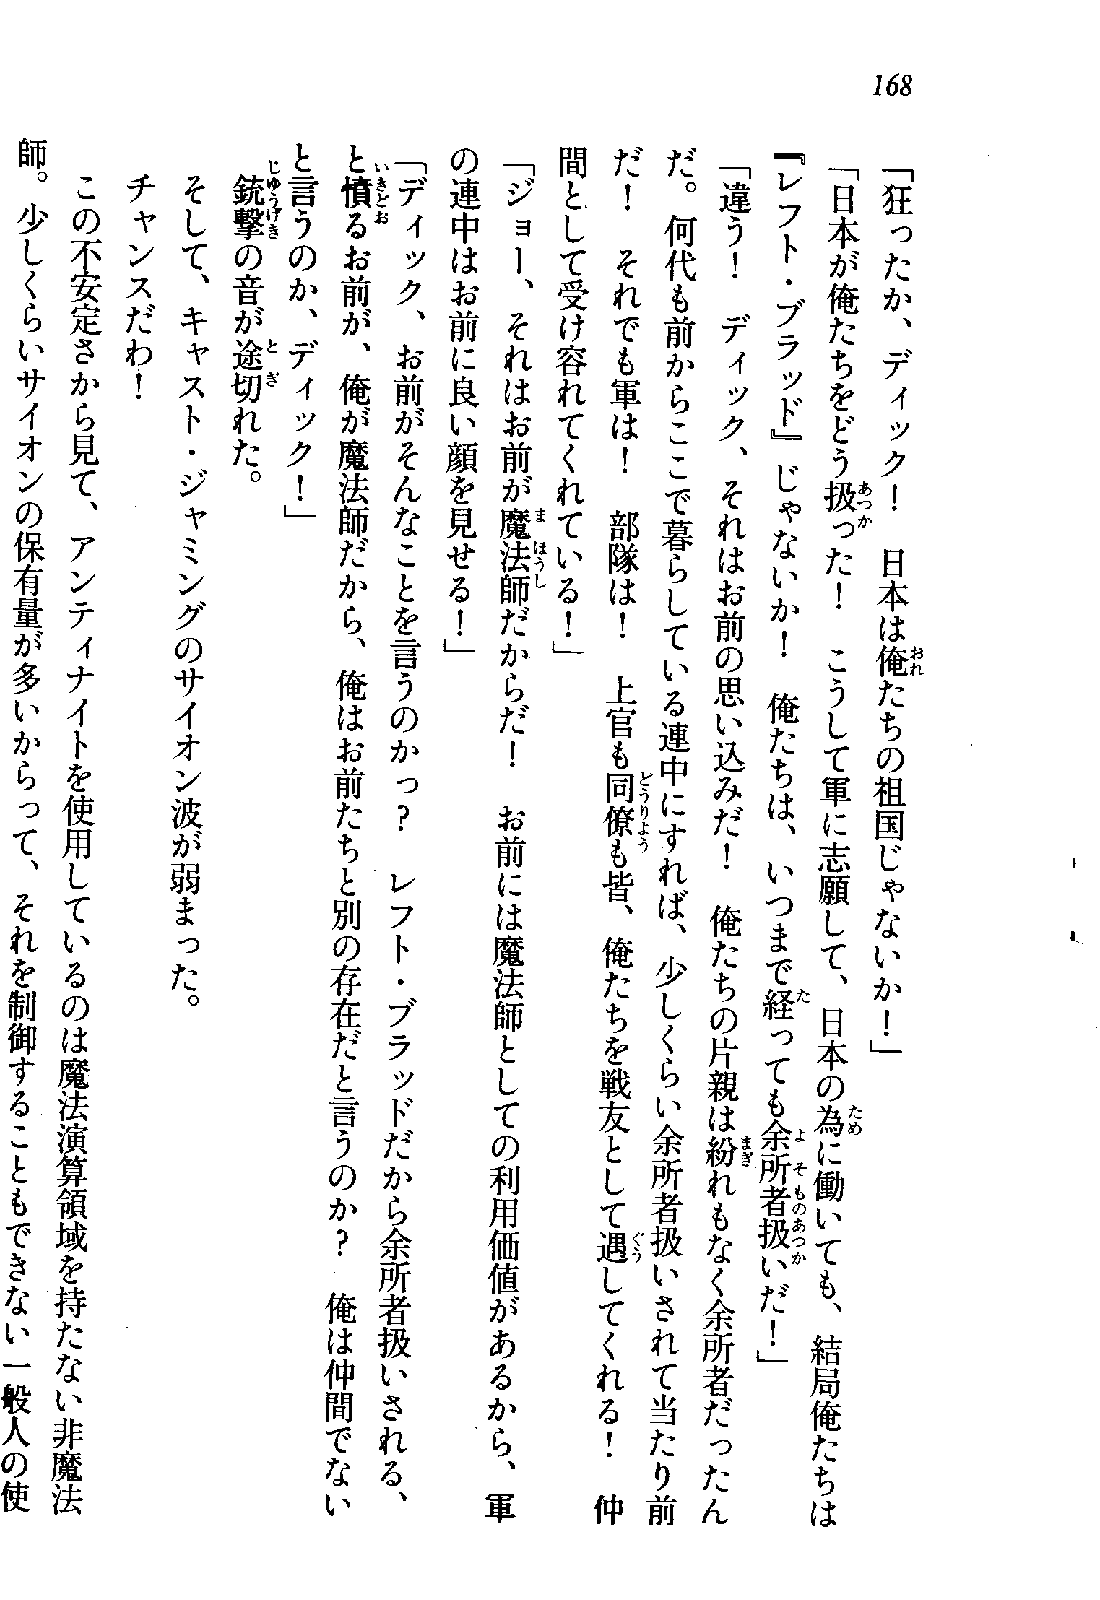 168
「狂ったか、ディック！　日本は俺たちの祖国じゃないか！」
「日本が俺たちをどう扱った！　こうして軍に志願して、日本の為に働いても、結局俺たちは
『レフト・ブラッド』じゃないか！　俺たちは、いつまで経っても余所者扱いだ！」
「違う！　ディック、それはお前の思い込みだ！　俺たちの片親は紛れもなく余所者だったん
だ。何代も前からここで暮らしている連中にすれば、少しくらい余所者扱いされて当たり前
だ！　それでも軍は！　部隊は！　上官も同僚も皆、俺たちを戦友として遇してくれる！　仲
間として受け容れてくれている！」
「ジョー、それはお前が魔法師だからだ！　お前には魔法師としての利用価値があるから、軍
の連中はお前に良い顔を見せる！」
「ディック、お前がそんなことを言うのかっ？　レフト・ブラッドだから余所者扱いされる、
と憤るお前が、俺が魔法師だから、俺はお前たちと別の存在だと言うのか？　俺は仲間でない
と言うのか、ディック！」
銃撃の音が途切れた。
そして、キャスト・ジャミングのサイオン波が弱まった。
チャンスだわ！
この不安定さから見て、アンティナイトを使用しているのは魔法演算領域を持たない非魔法
師。少しくらいサイオンの保有量が多いからって、それを制御することもできない一般人の使